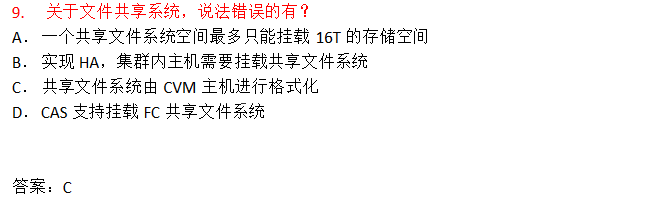 9. 关于文件共享系统，说法错误的有？
A. 一个共享文件系统空间最多只能挂载 16T 的存储空间
B. 实现 HA，集群内主机需要挂载共享文件系统
C. 共享文件系统由 CVM 主机进行格式化
D. CAS 支持挂载 FC 共享文件系统
答案：C